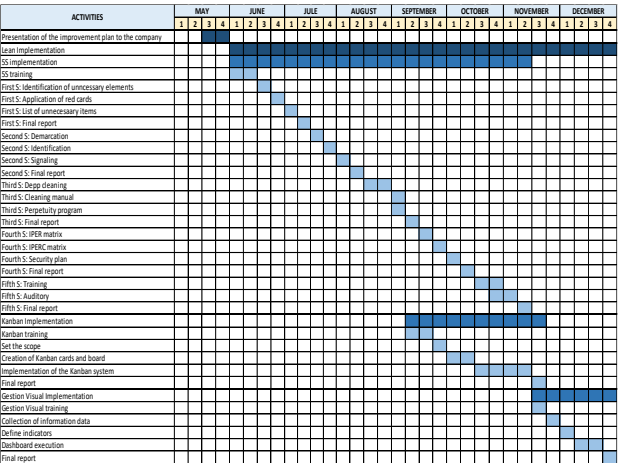 ACTIVITIES
MAY JUNE JULE AUGUST SEPTEMBER OCTOBER NOVEMBER DECEMBER
1 2 3 4 1 2 3 4 1 2 3 4 1 2 3 4 1 2 3 4 1 2 3 4 1 2 3 4 1 2 3 4
Presentation of the improvement plan to the company
Lean Implementation
5S implementation
5S training
First S: Identification of unncessary elements
First S: Application of red cards
First S: List of unnecesaary items
First S: Final report
Second S: Demarcation
Second S: Identification
Second S: Signaling
Second S: Final report
Third S: Depp cleaning
Third S: Cleaning manual
Third S: Perpetuity program
Third S: Final report
Fourth S: IPER matrix
Fourth S: IPERC matrix
Fourth S: Security plan
Fourth S: Final report
Fifth S: Training
Fifth S: Auditory
Fifth S: Final report
Kanban Implementation
Kanban training
Set the scope
Creation of Kanban cards and board
Implementation of the Kanban system
Final report
Gestion Visual Implementation
Gestion Visual training
Collection of information data
Define indicators
Dashboard execution
Final report